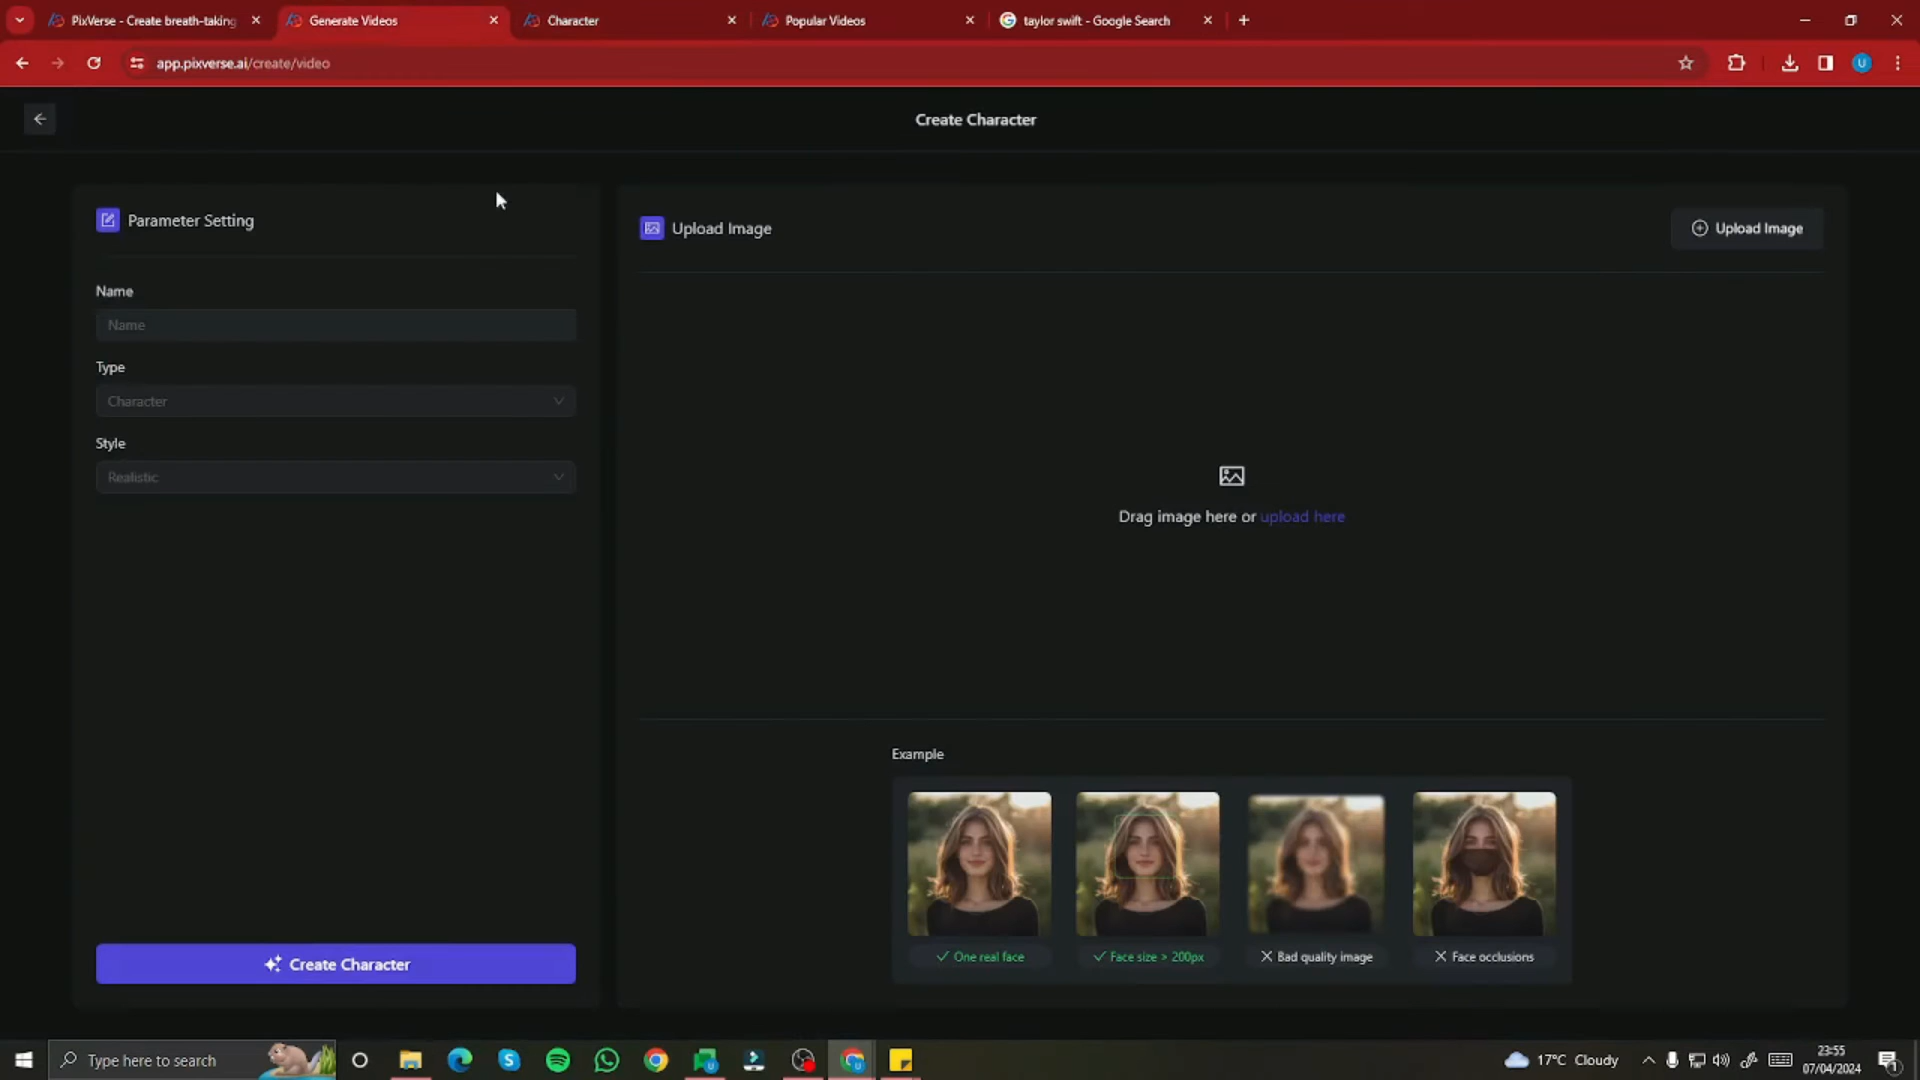 PixVerse - Create breath-taking
Generate Videos
Character
Popular Videos
taylor swift - Google Search
app.pixverse.ai/create/video
U
Create Character
Parameter Setting
Name
Name
Type
Character
Style
Realistic
Create Character
Upload Image
Upload Image
Drag image here or upload here
Example
One real face
Face size > 200px
Bad quality image
Face occlusions
Type here to search
17°C Cloudy
23:55
07/04/2024
1